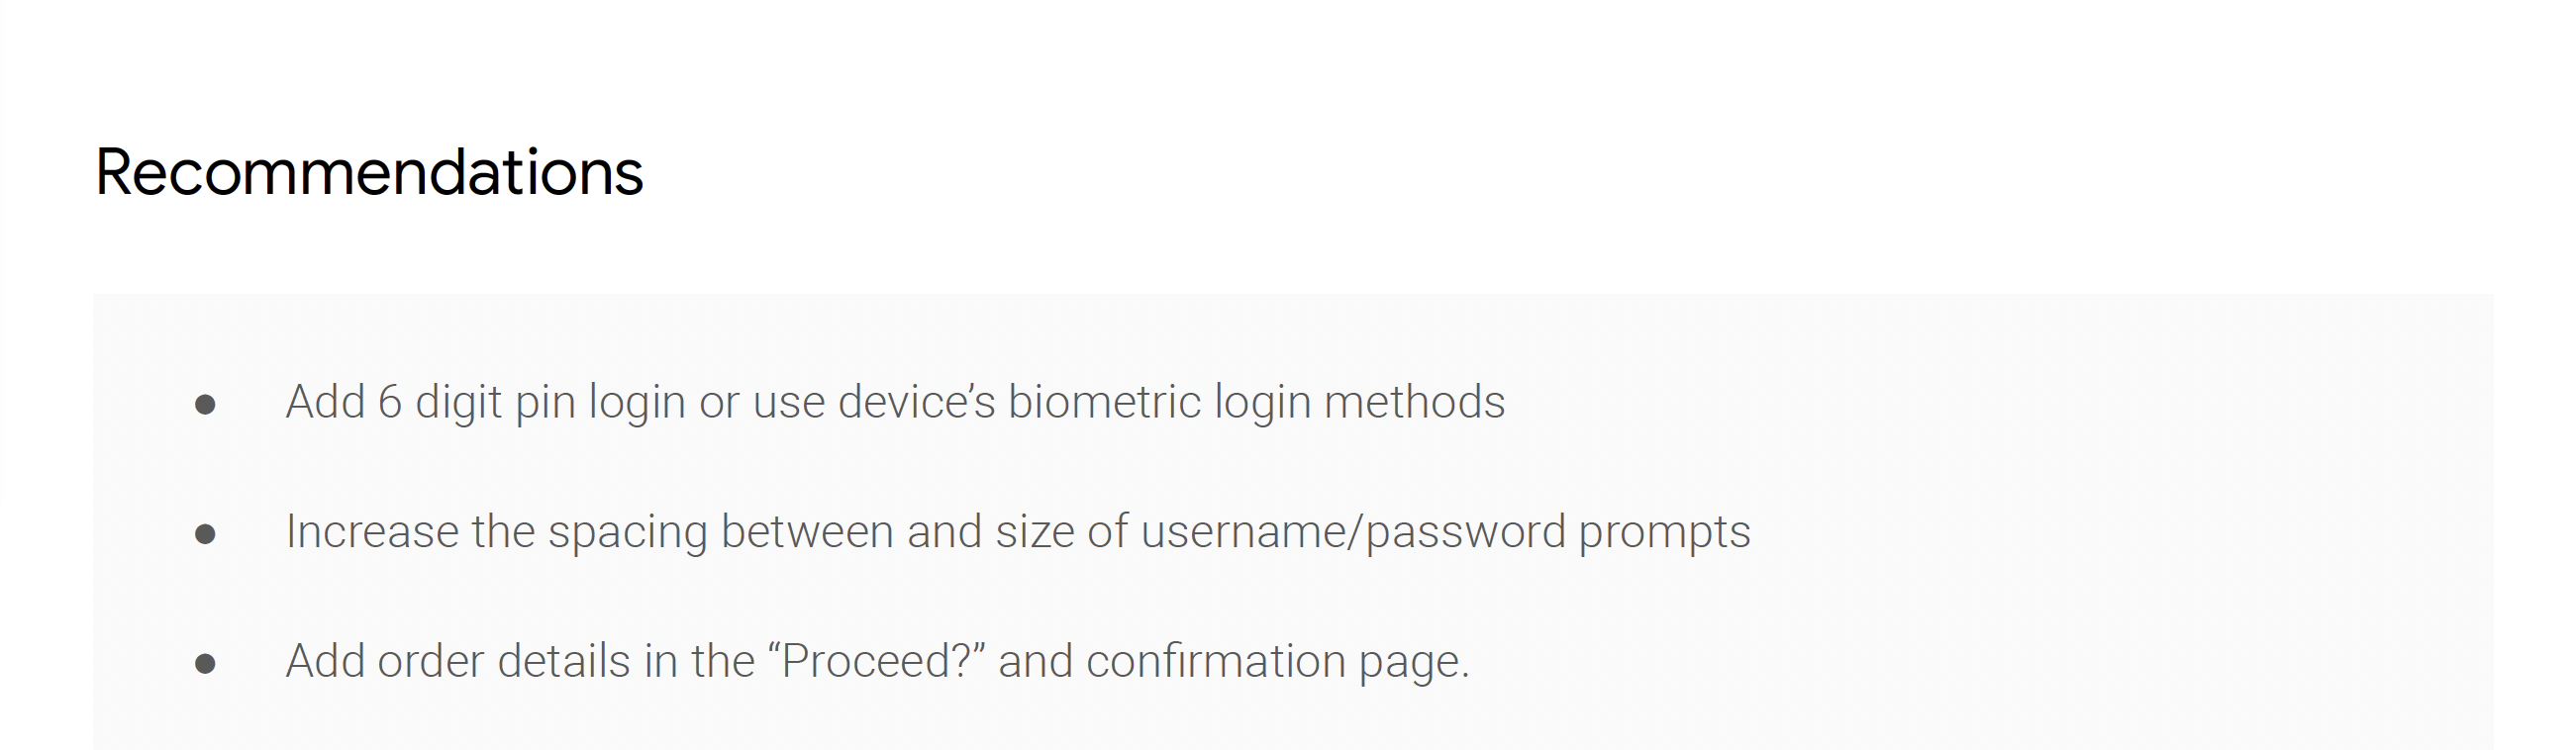 Recommendations
● Add 6 digit pin login or use device’s biometric login methods
● Increase the spacing between and size of username/password prompts
● Add order details in the “Proceed?” and confirmation page.